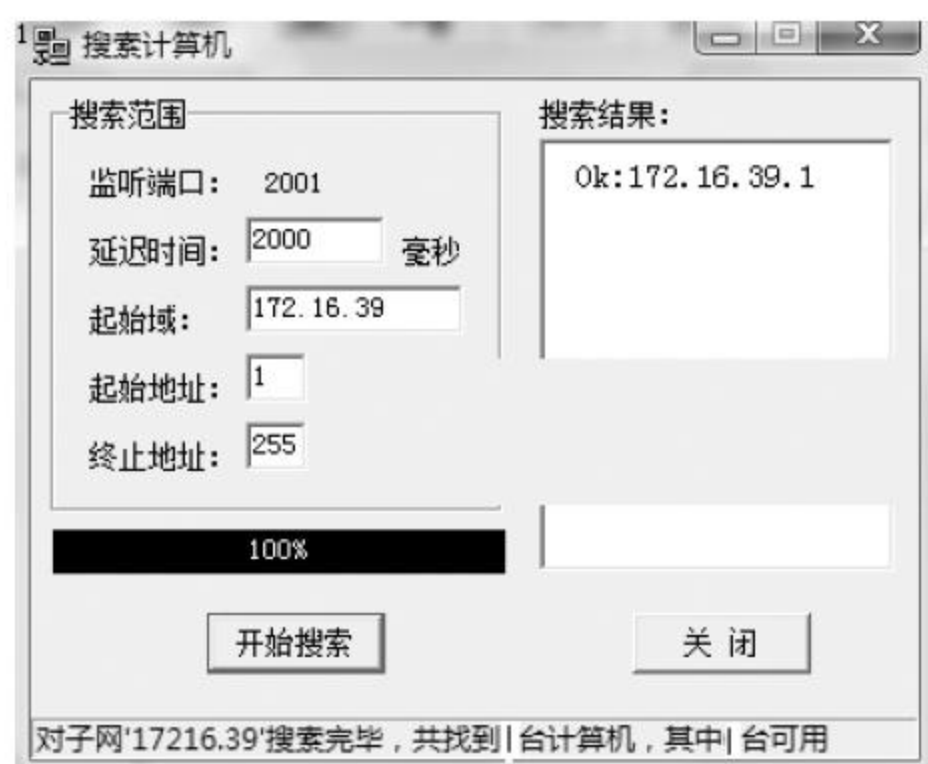 1 搜索计算机
搜索范围
监听端口： 2001
延迟时间： 2000 毫秒
起始域： 172.16.39
起始地址： 1
终止地址： 255
100%
开始搜索
搜索结果：
Ok:172.16.39.1
关 闭
对子网'17216.39'搜索完毕，共找到 台计算机，其中 台可用